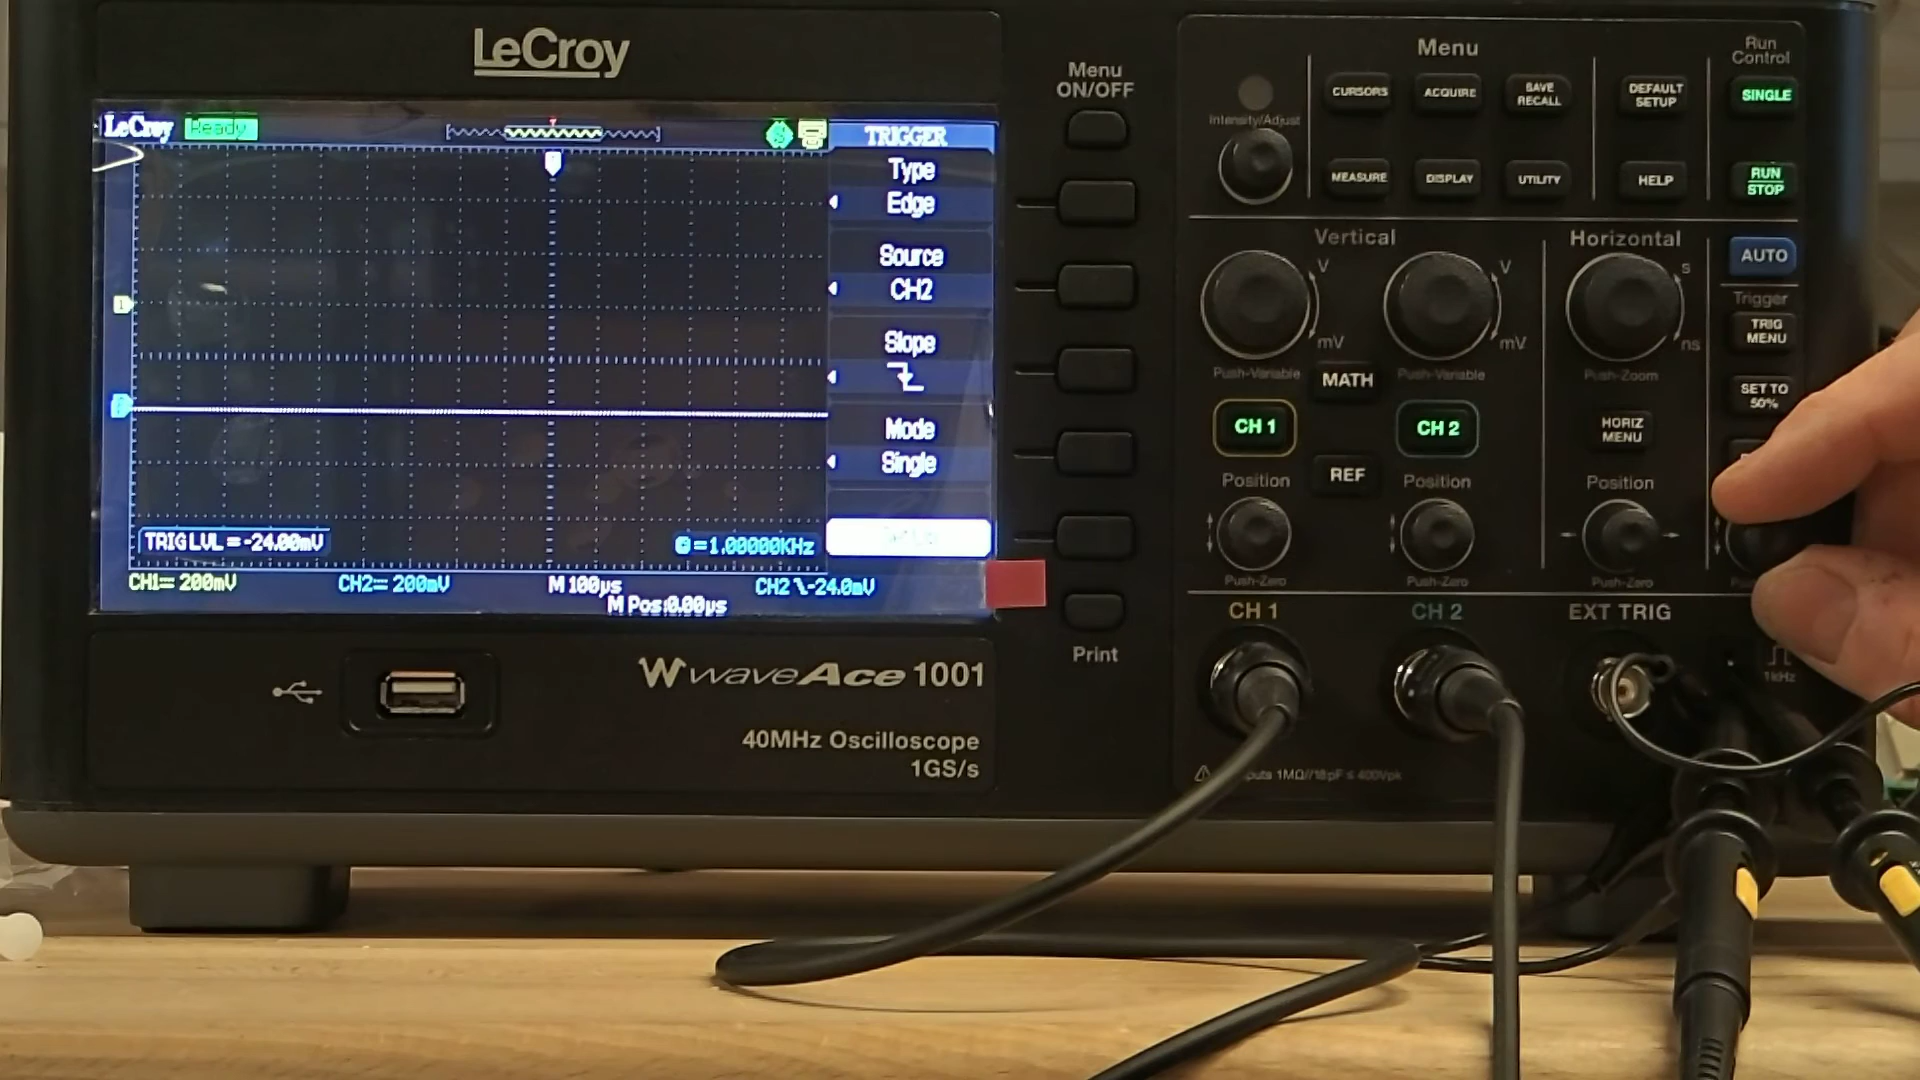 LeCroy
LeCroy
Ready
TRIGGER
Type
Edge
Source
CH2
Slope
Mode
Single
1
TRIG LVL=-24.00mV
=1.00000KHz
CH1 200mV
CH2 200mV
M 100µs
CH2 -24.0mV
M Pos:0.00µs
waveAce 1001
40MHz Oscilloscope
1GS/s
Menu
ON/OFF
Print
Menu
Run
Control
Intensity/Adjust
CURSORS
ACQUIRE
SAVE
RECALL
DEFAULT
SETUP
SINGLE
MEASURE
DISPLAY
UTILITY
HELP
RUN
STOP
Vertical
Horizontal
AUTO
V
V
s
mV
mV
ns
Push-Variable
Push-Variable
Push-Zoom
Trigger
TRIG
MENU
MATH
SET TO
50%
CH 1
CH 2
HORIZ
MENU
REF
Position
Position
Position
Push-Zero
Push-Zero
Push-Zero
CH 1
CH 2
EXT TRIG
1kHz
1MΩ//18pF ≤ 400Vpk